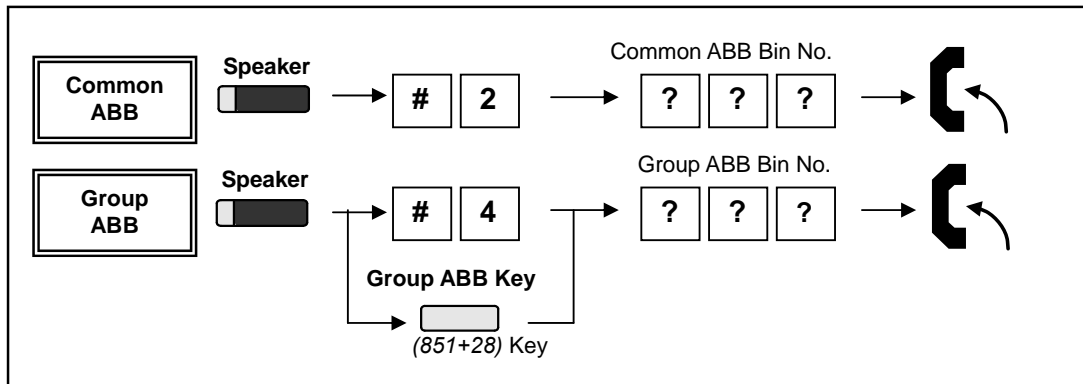 Common
ABB
Speaker
# 2
Common ABB Bin No.
? ? ?
Group
ABB
Speaker
# 4
Group ABB Bin No.
? ? ?
Group ABB Key
(851+28) Key